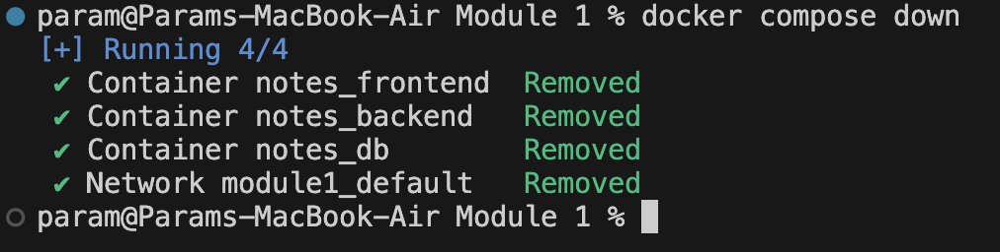 param@Params-MacBook-Air Module 1 % docker compose down
[+] Running 4/4
✔ Container notes_frontend Removed
✔ Container notes_backend Removed
✔ Container notes_db Removed
✔ Network module1_default Removed
param@Params-MacBook-Air Module 1 %